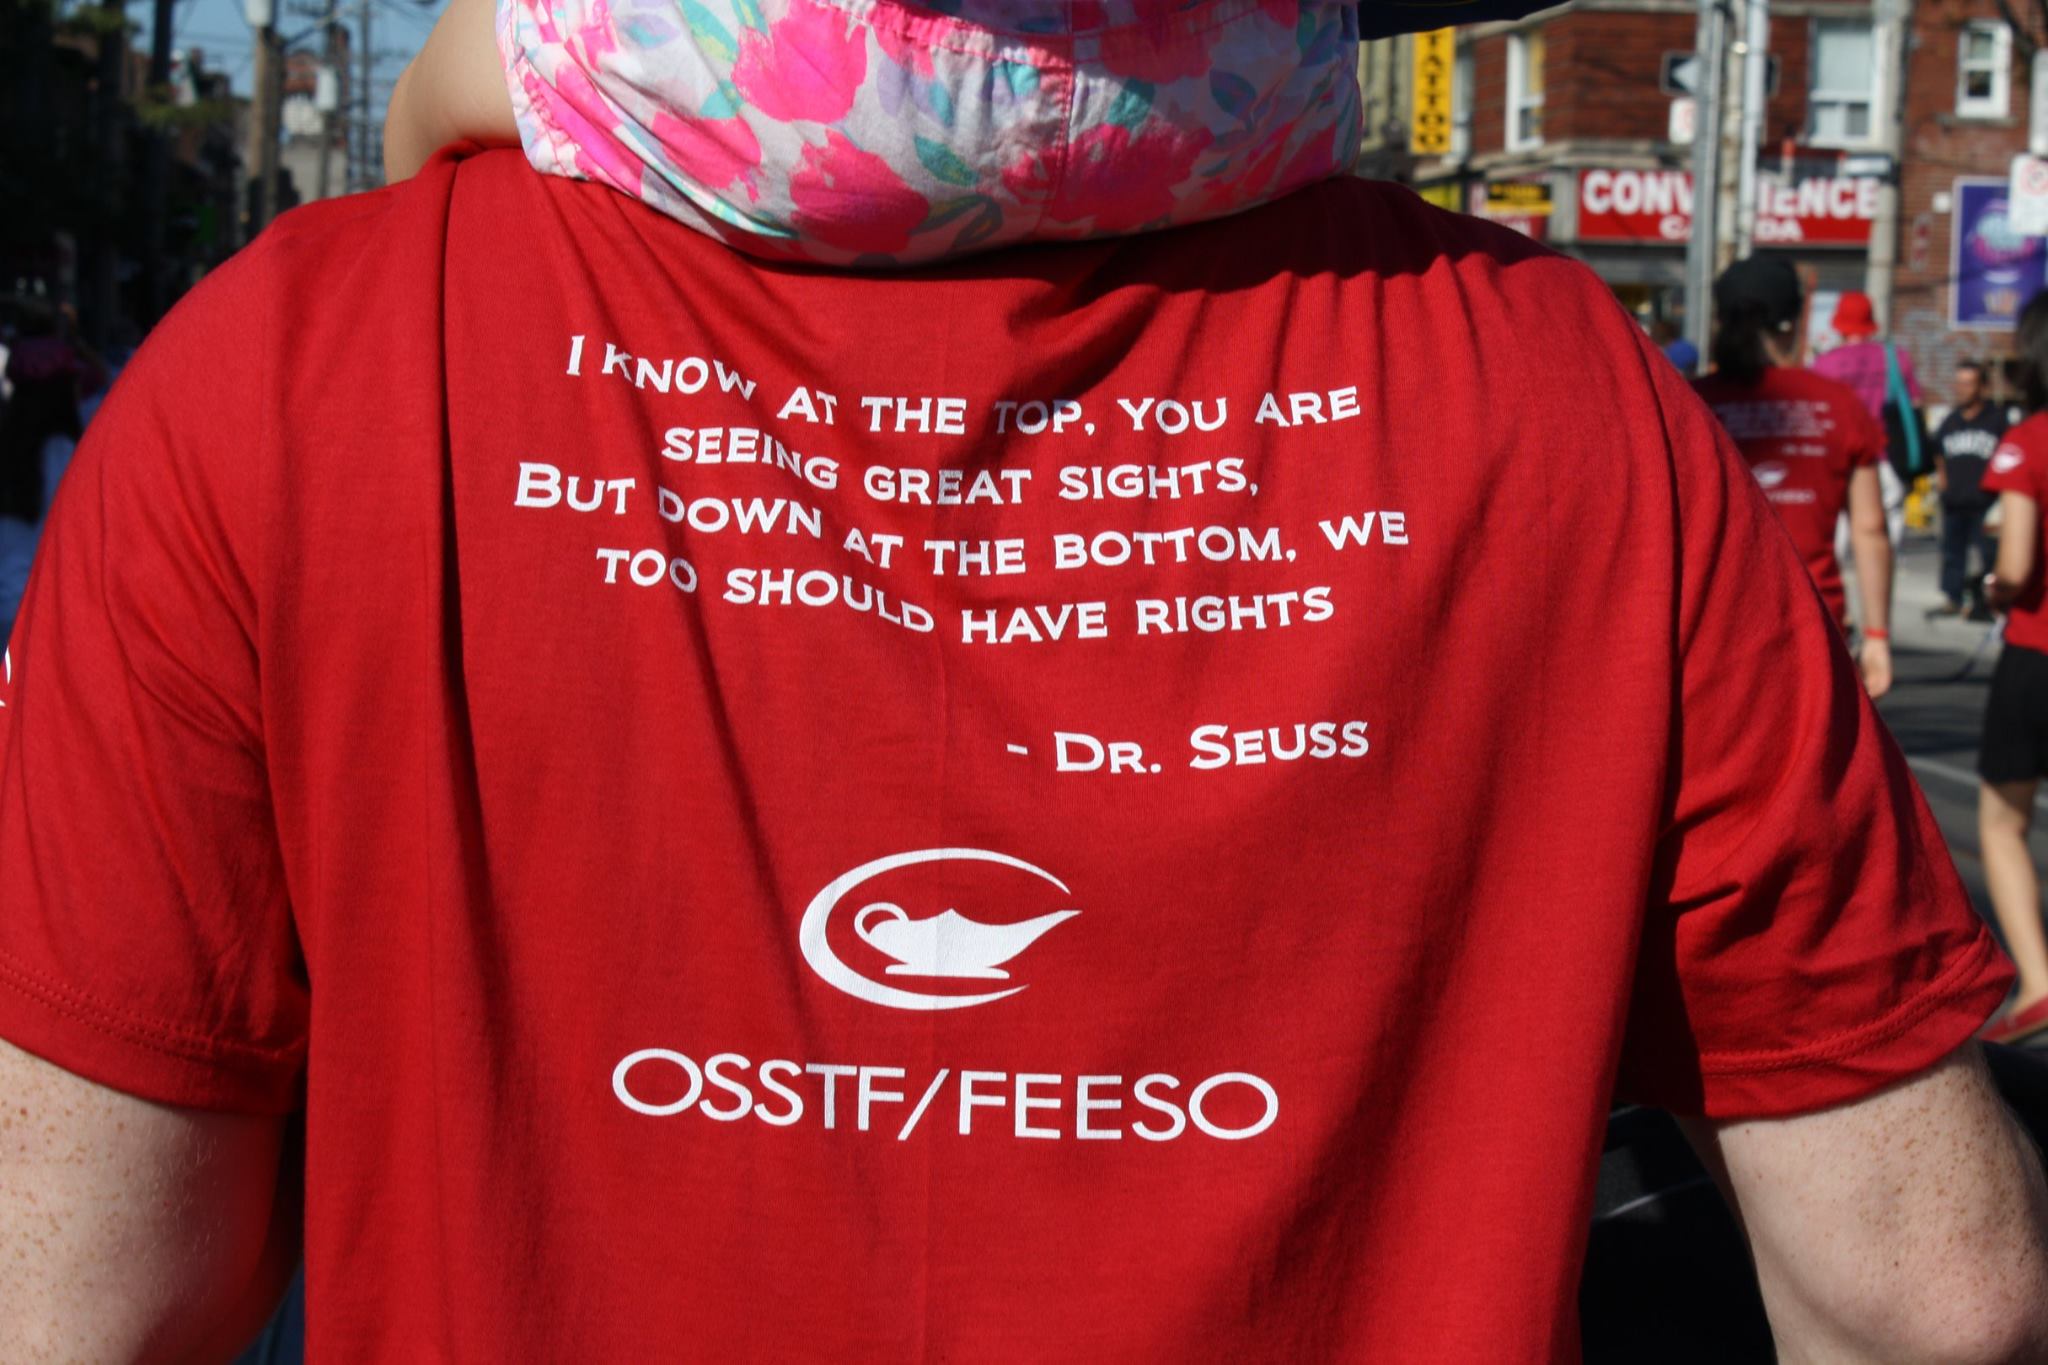 I KNOW AT THE TOP, YOU ARE
SEEING GREAT SIGHTS,
BUT DOWN AT THE BOTTOM, WE
TOO SHOULD HAVE RIGHTS
- DR. SEUSS
OSSTF/FEESO
TATTOO